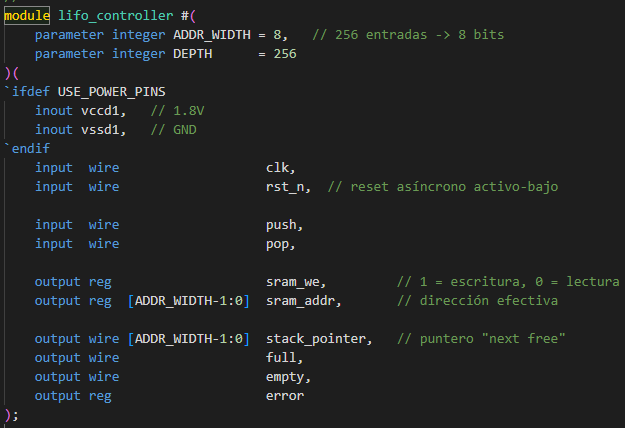 module lifo_controller #(
    parameter integer ADDR_WIDTH = 8,   // 256 entradas -> 8 bits
    parameter integer DEPTH      = 256
)(
`ifdef USE_POWER_PINS
    inout vccd1,   // 1.8V
    inout vssd1,   // GND
`endif
    input  wire                   clk,
    input  wire                   rst_n,  // reset asíncrono activo-bajo
    input  wire                   push,
    input  wire                   pop,
    output reg                    sram_we,         // 1 = escritura, 0 = lectura
    output reg  [ADDR_WIDTH-1:0]  sram_addr,       // dirección efectiva
    output wire [ADDR_WIDTH-1:0]  stack_pointer,   // puntero "next free"
    output wire                   full,
    output wire                   empty,
    output reg                    error
);